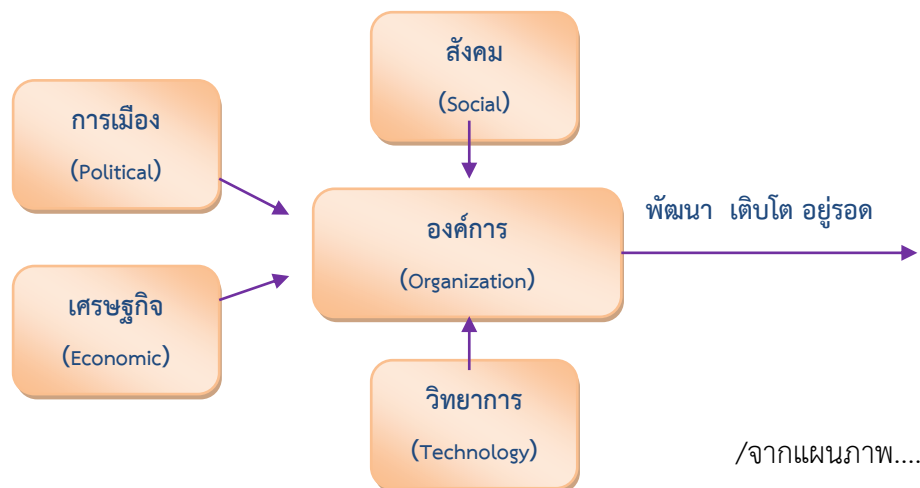 สังคม
(Social)
การเมือง
(Political)
องค์การ
(Organization)
พัฒนา เติบโต อยู่รอด
เศรษฐกิจ
(Economic)
วิทยาการ
(Technology)
/จากแผนภาพ....